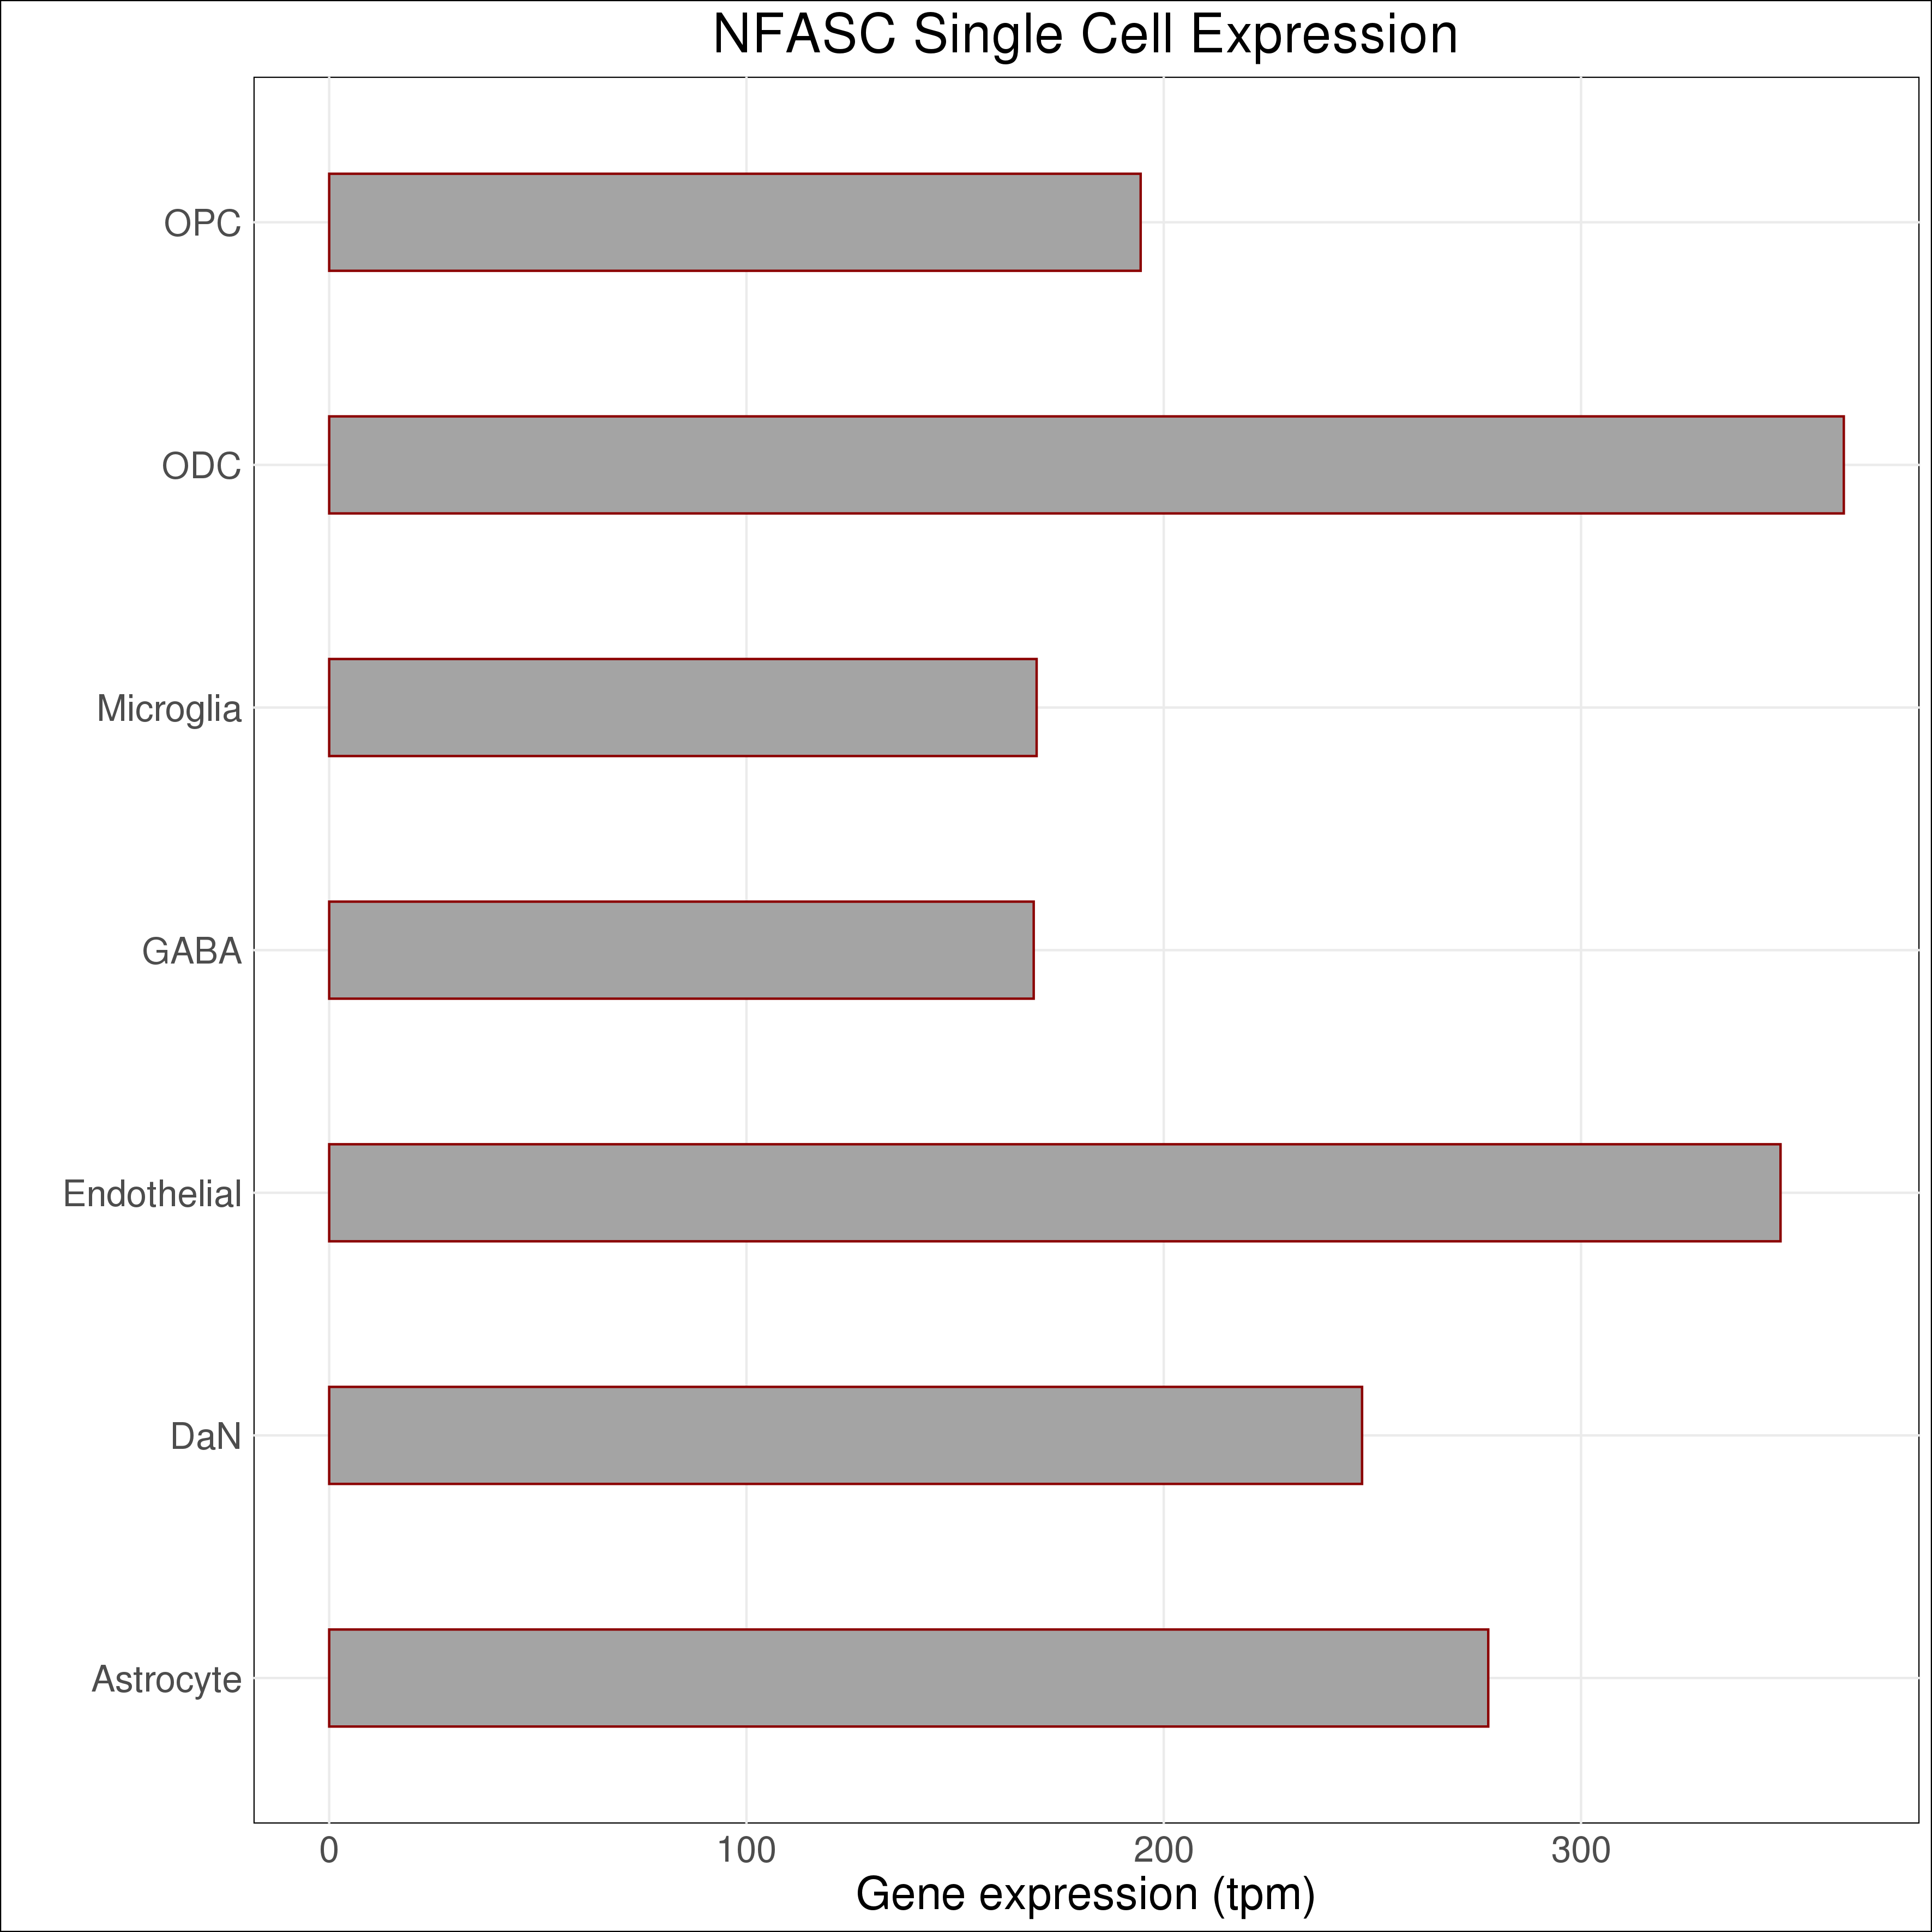 NFASC Single Cell Expression
OPC
ODC
Microglia
GABA
Endothelial
DaN
Astrocyte
0 100 200 300
Gene expression (tpm)